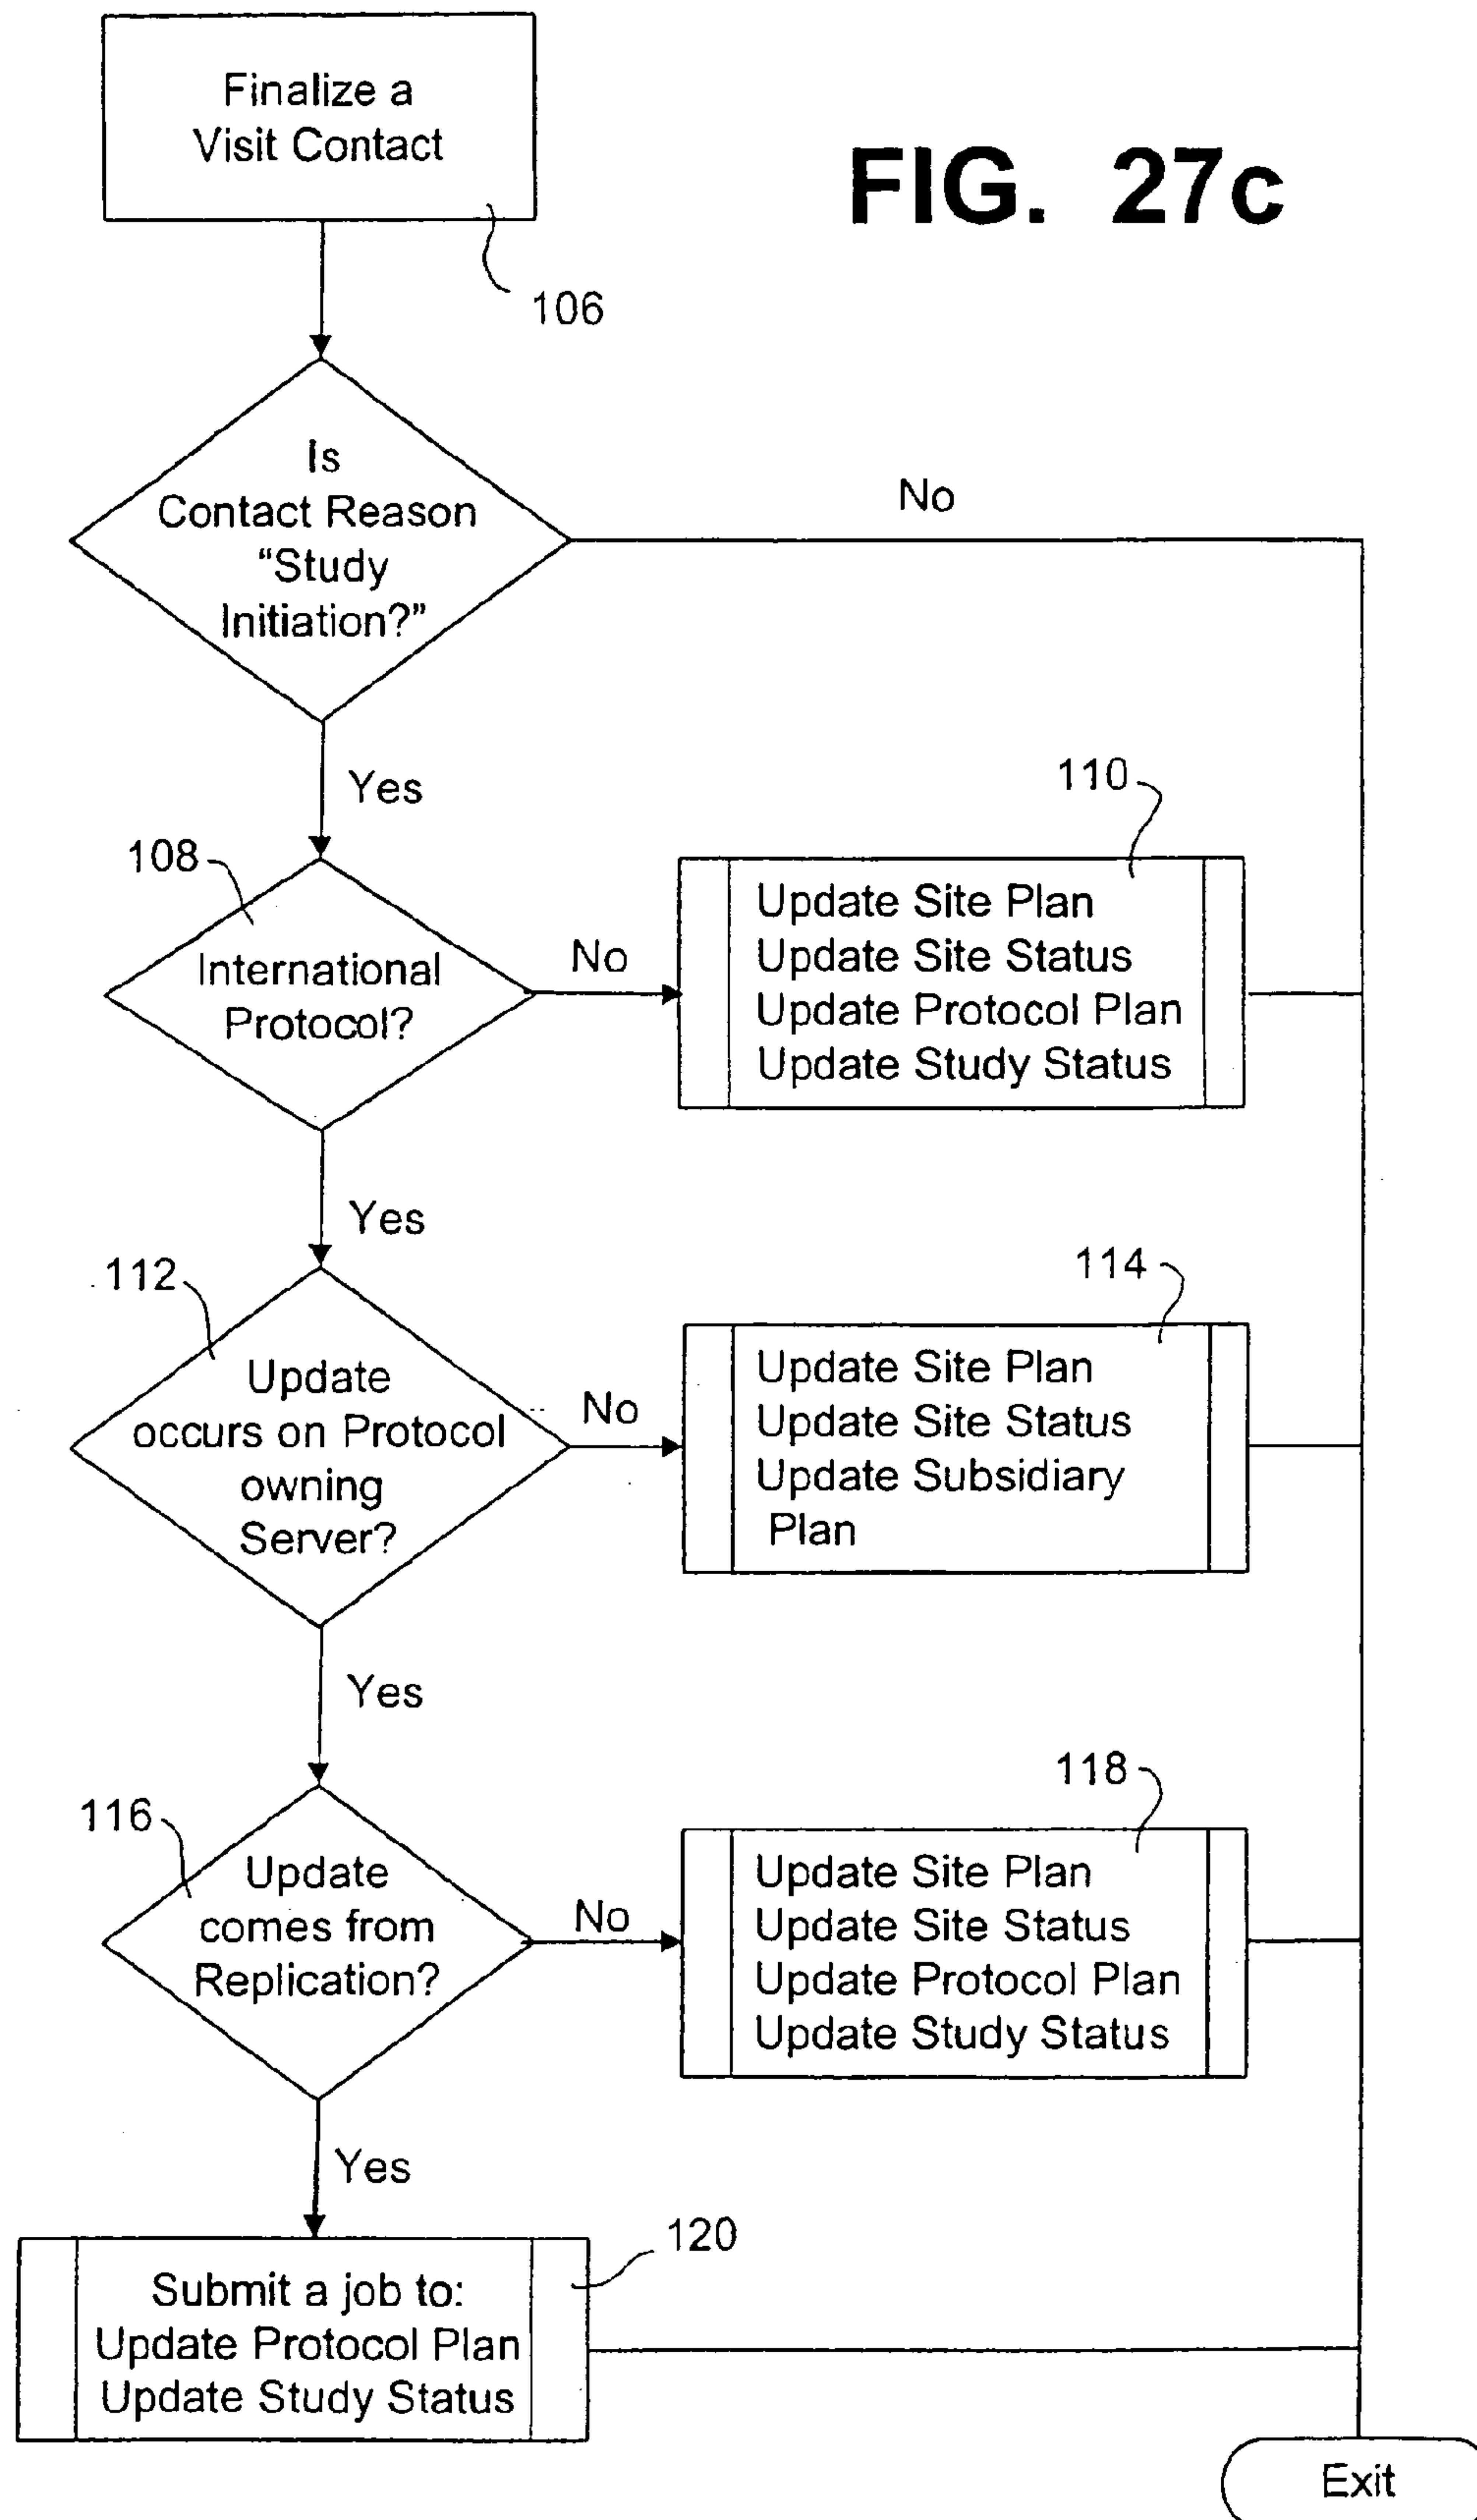 Finalize a
Visit Contact
FIG. 27c
106
Is
Contact Reason
“Study
Initiation?”
No
Yes
110
108
International
Protocol?
No
Update Site Plan
Update Site Status
Update Protocol Plan
Update Study Status
Yes
112
114
Update
occurs on Protocol
owning
Server?
No
Update Site Plan
Update Site Status
Update Subsidiary
Plan
Yes
116
118
Update
comes from
Replication?
No
Update Site Plan
Update Site Status
Update Protocol Plan
Update Study Status
Yes
120
Submit a job to:
Update Protocol Plan
Update Study Status
Exit